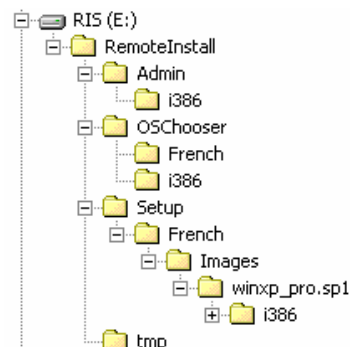 RIS (E:)
RemoteInstall
Admin
i386
OSChooser
French
i386
Setup
French
Images
winxp_pro.sp1
i386
tmp